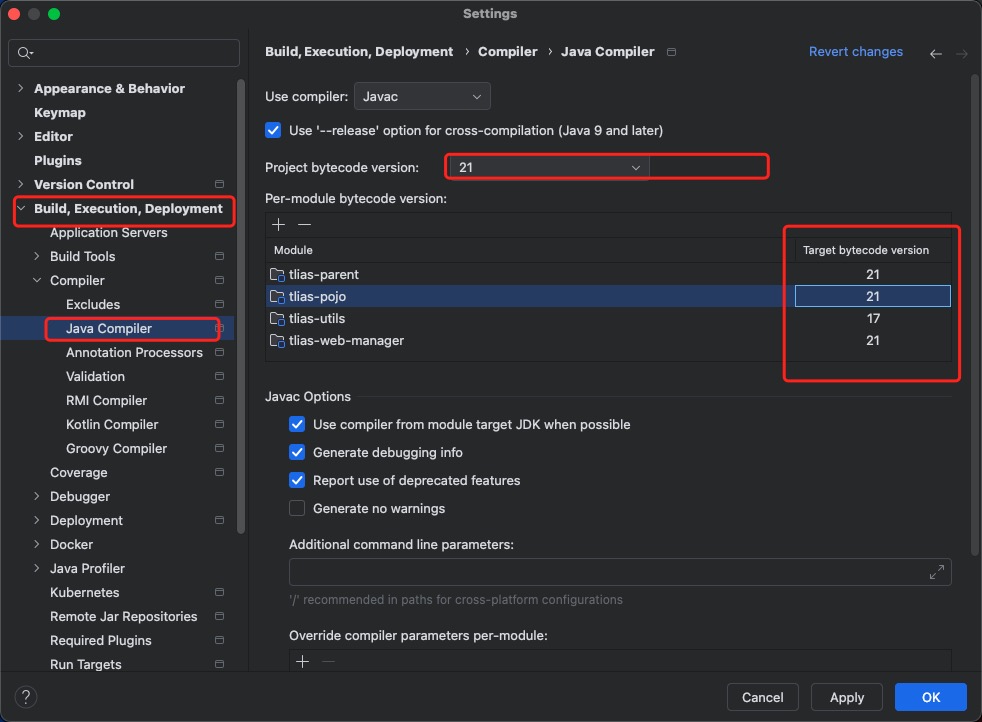 Settings
Build, Execution, Deployment › Compiler › Java Compiler
Revert changes
Appearance & Behavior
Keymap
Editor
Plugins
Version Control
Build, Execution, Deployment
Application Servers
Build Tools
Compiler
Excludes
Java Compiler
Annotation Processors
Validation
RMI Compiler
Kotlin Compiler
Groovy Compiler
Coverage
Debugger
Deployment
Docker
Java Profiler
Kubernetes
Remote Jar Repositories
Required Plugins
Run Targets
Use compiler: Javac
Use '--release' option for cross-compilation (Java 9 and later)
Project bytecode version: 21
Per-module bytecode version:
Module Target bytecode version
tlias-parent 21
tlias-pojo 21
tlias-utils 17
tlias-web-manager 21
Javac Options
Use compiler from module target JDK when possible
Generate debugging info
Report use of deprecated features
Generate no warnings
Additional command line parameters:
'/' recommended in paths for cross-platform configurations
Override compiler parameters per-module:
? Cancel Apply OK